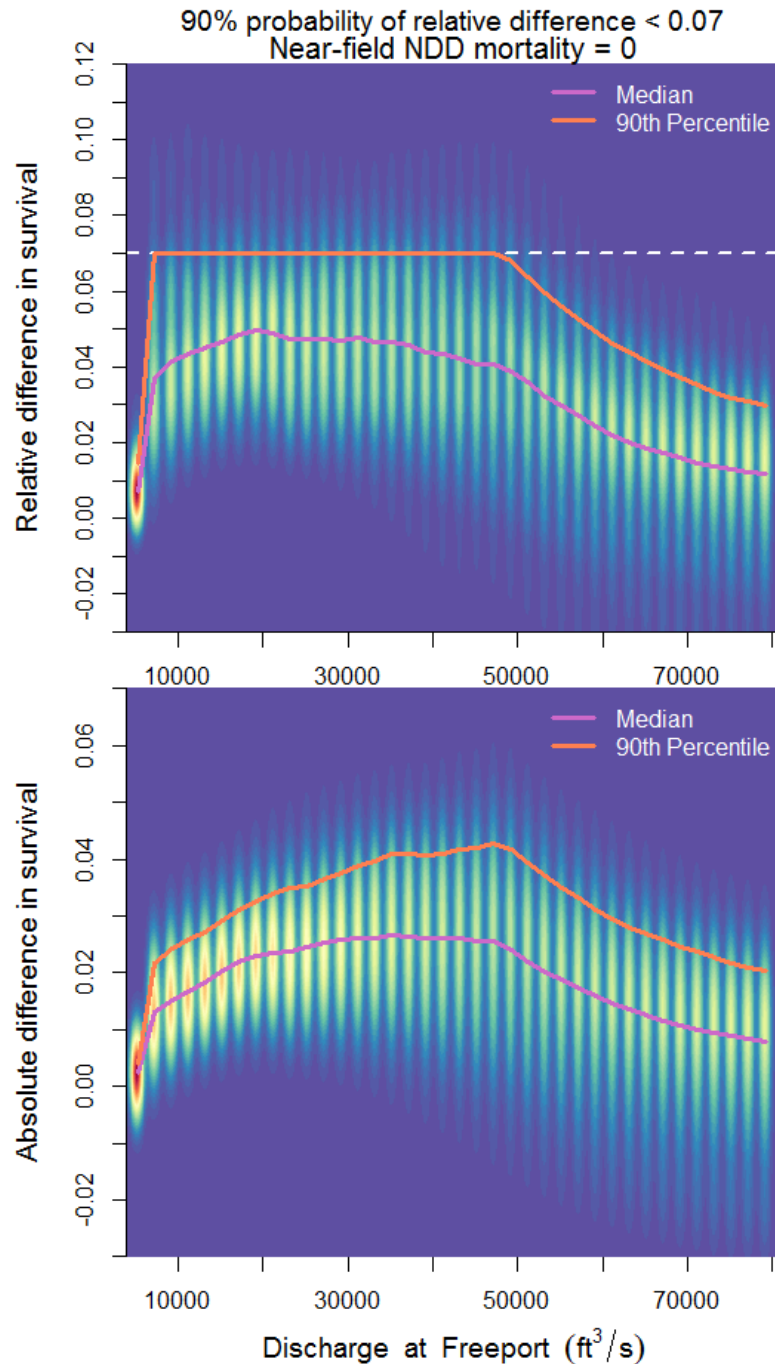 90% probability of relative difference < 0.07
Near-field NDD mortality = 0
Median
90th Percentile
Relative difference in survival
0.12
0.10
0.08
0.06
0.04
0.02
0.00
-0.02
10000 30000 50000 70000
Median
90th Percentile
Absolute difference in survival
0.06
0.04
0.02
0.00
-0.02
10000 30000 50000 70000
Discharge at Freeport (ft³/s)